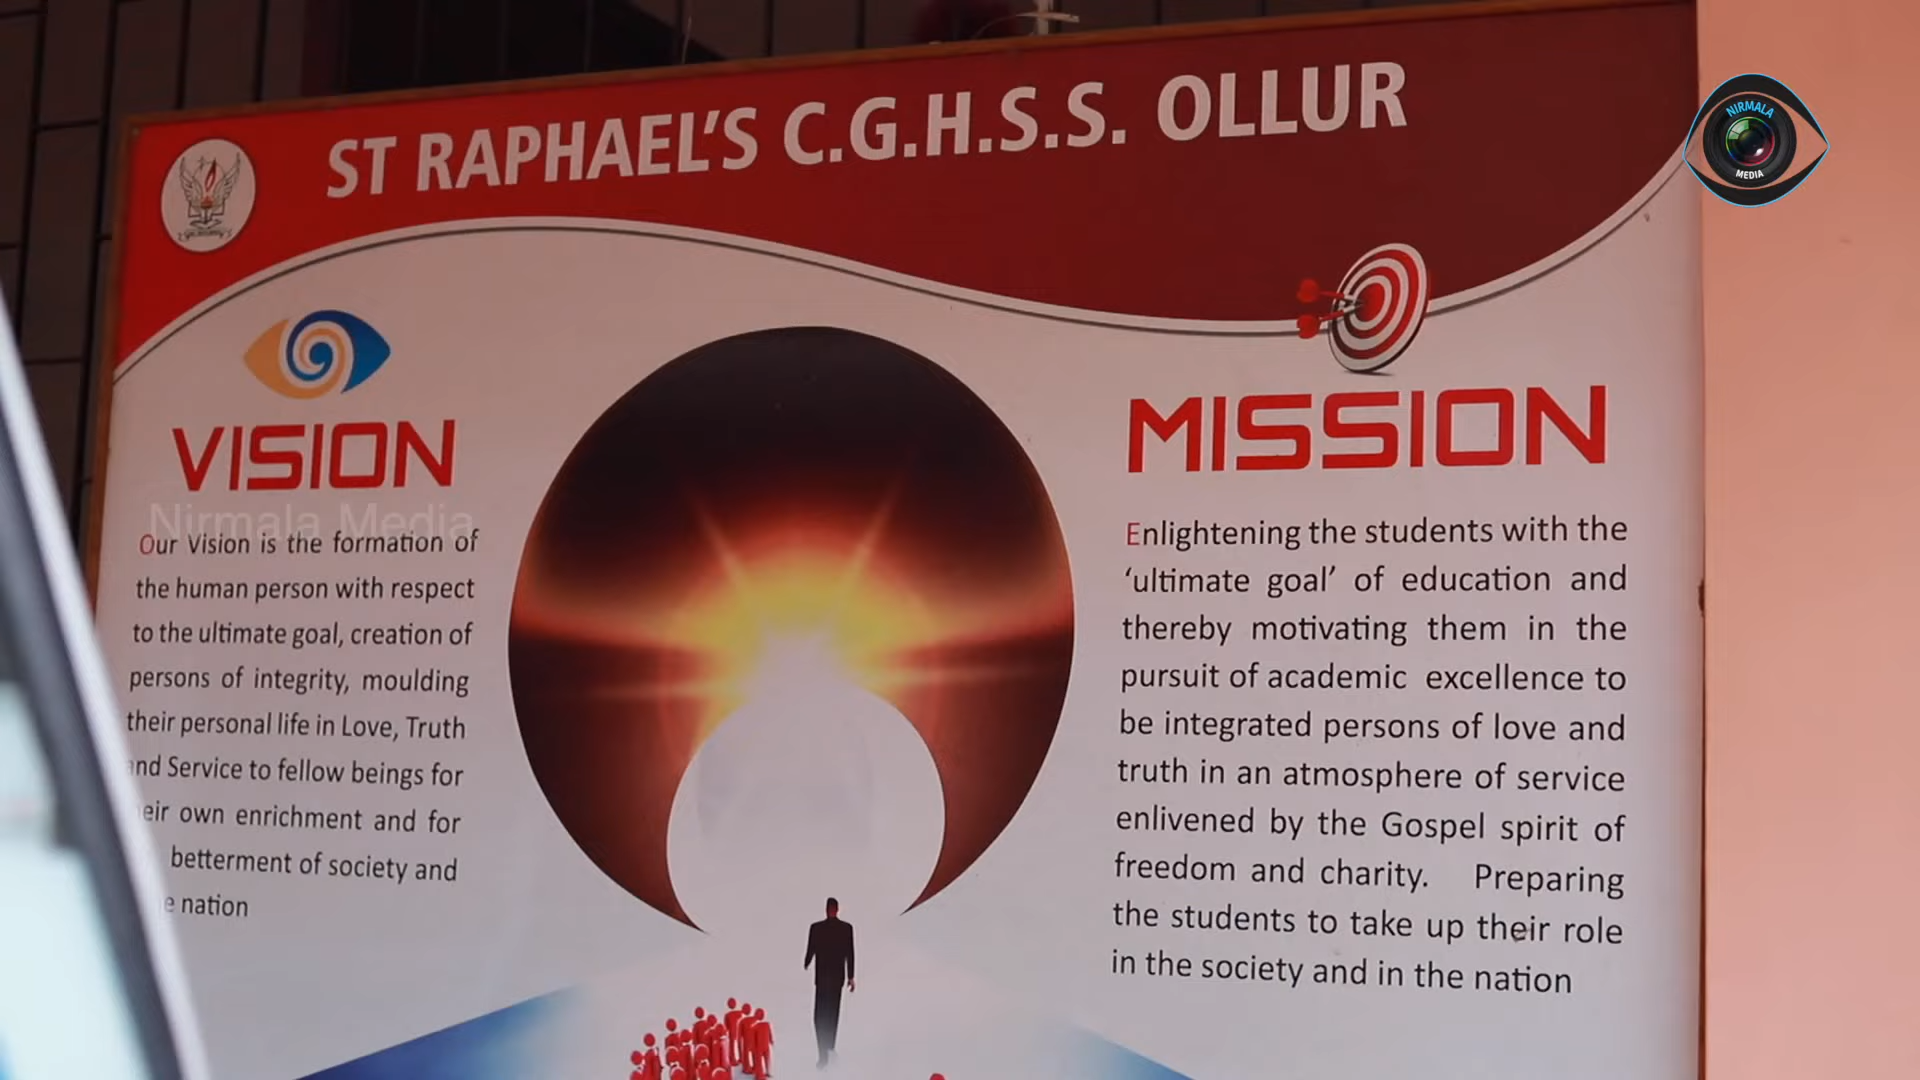 ST RAPHAEL'S C.G.H.S.S. OLLUR
NIRMALA
MEDIA
VISION
Nirmala Media
Our Vision is the formation of
the human person with respect
to the ultimate goal, creation of
persons of integrity, moulding
their personal life in Love, Truth
and Service to fellow beings for
own enrichment and for
betterment of society and
nation
MISSION
Enlightening the students with the
‘ultimate goal’ of education and
thereby motivating them in the
pursuit of academic excellence to
be integrated persons of love and
truth in an atmosphere of service
enlivened by the Gospel spirit of
freedom and charity. Preparing
the students to take up their role
in the society and in the nation